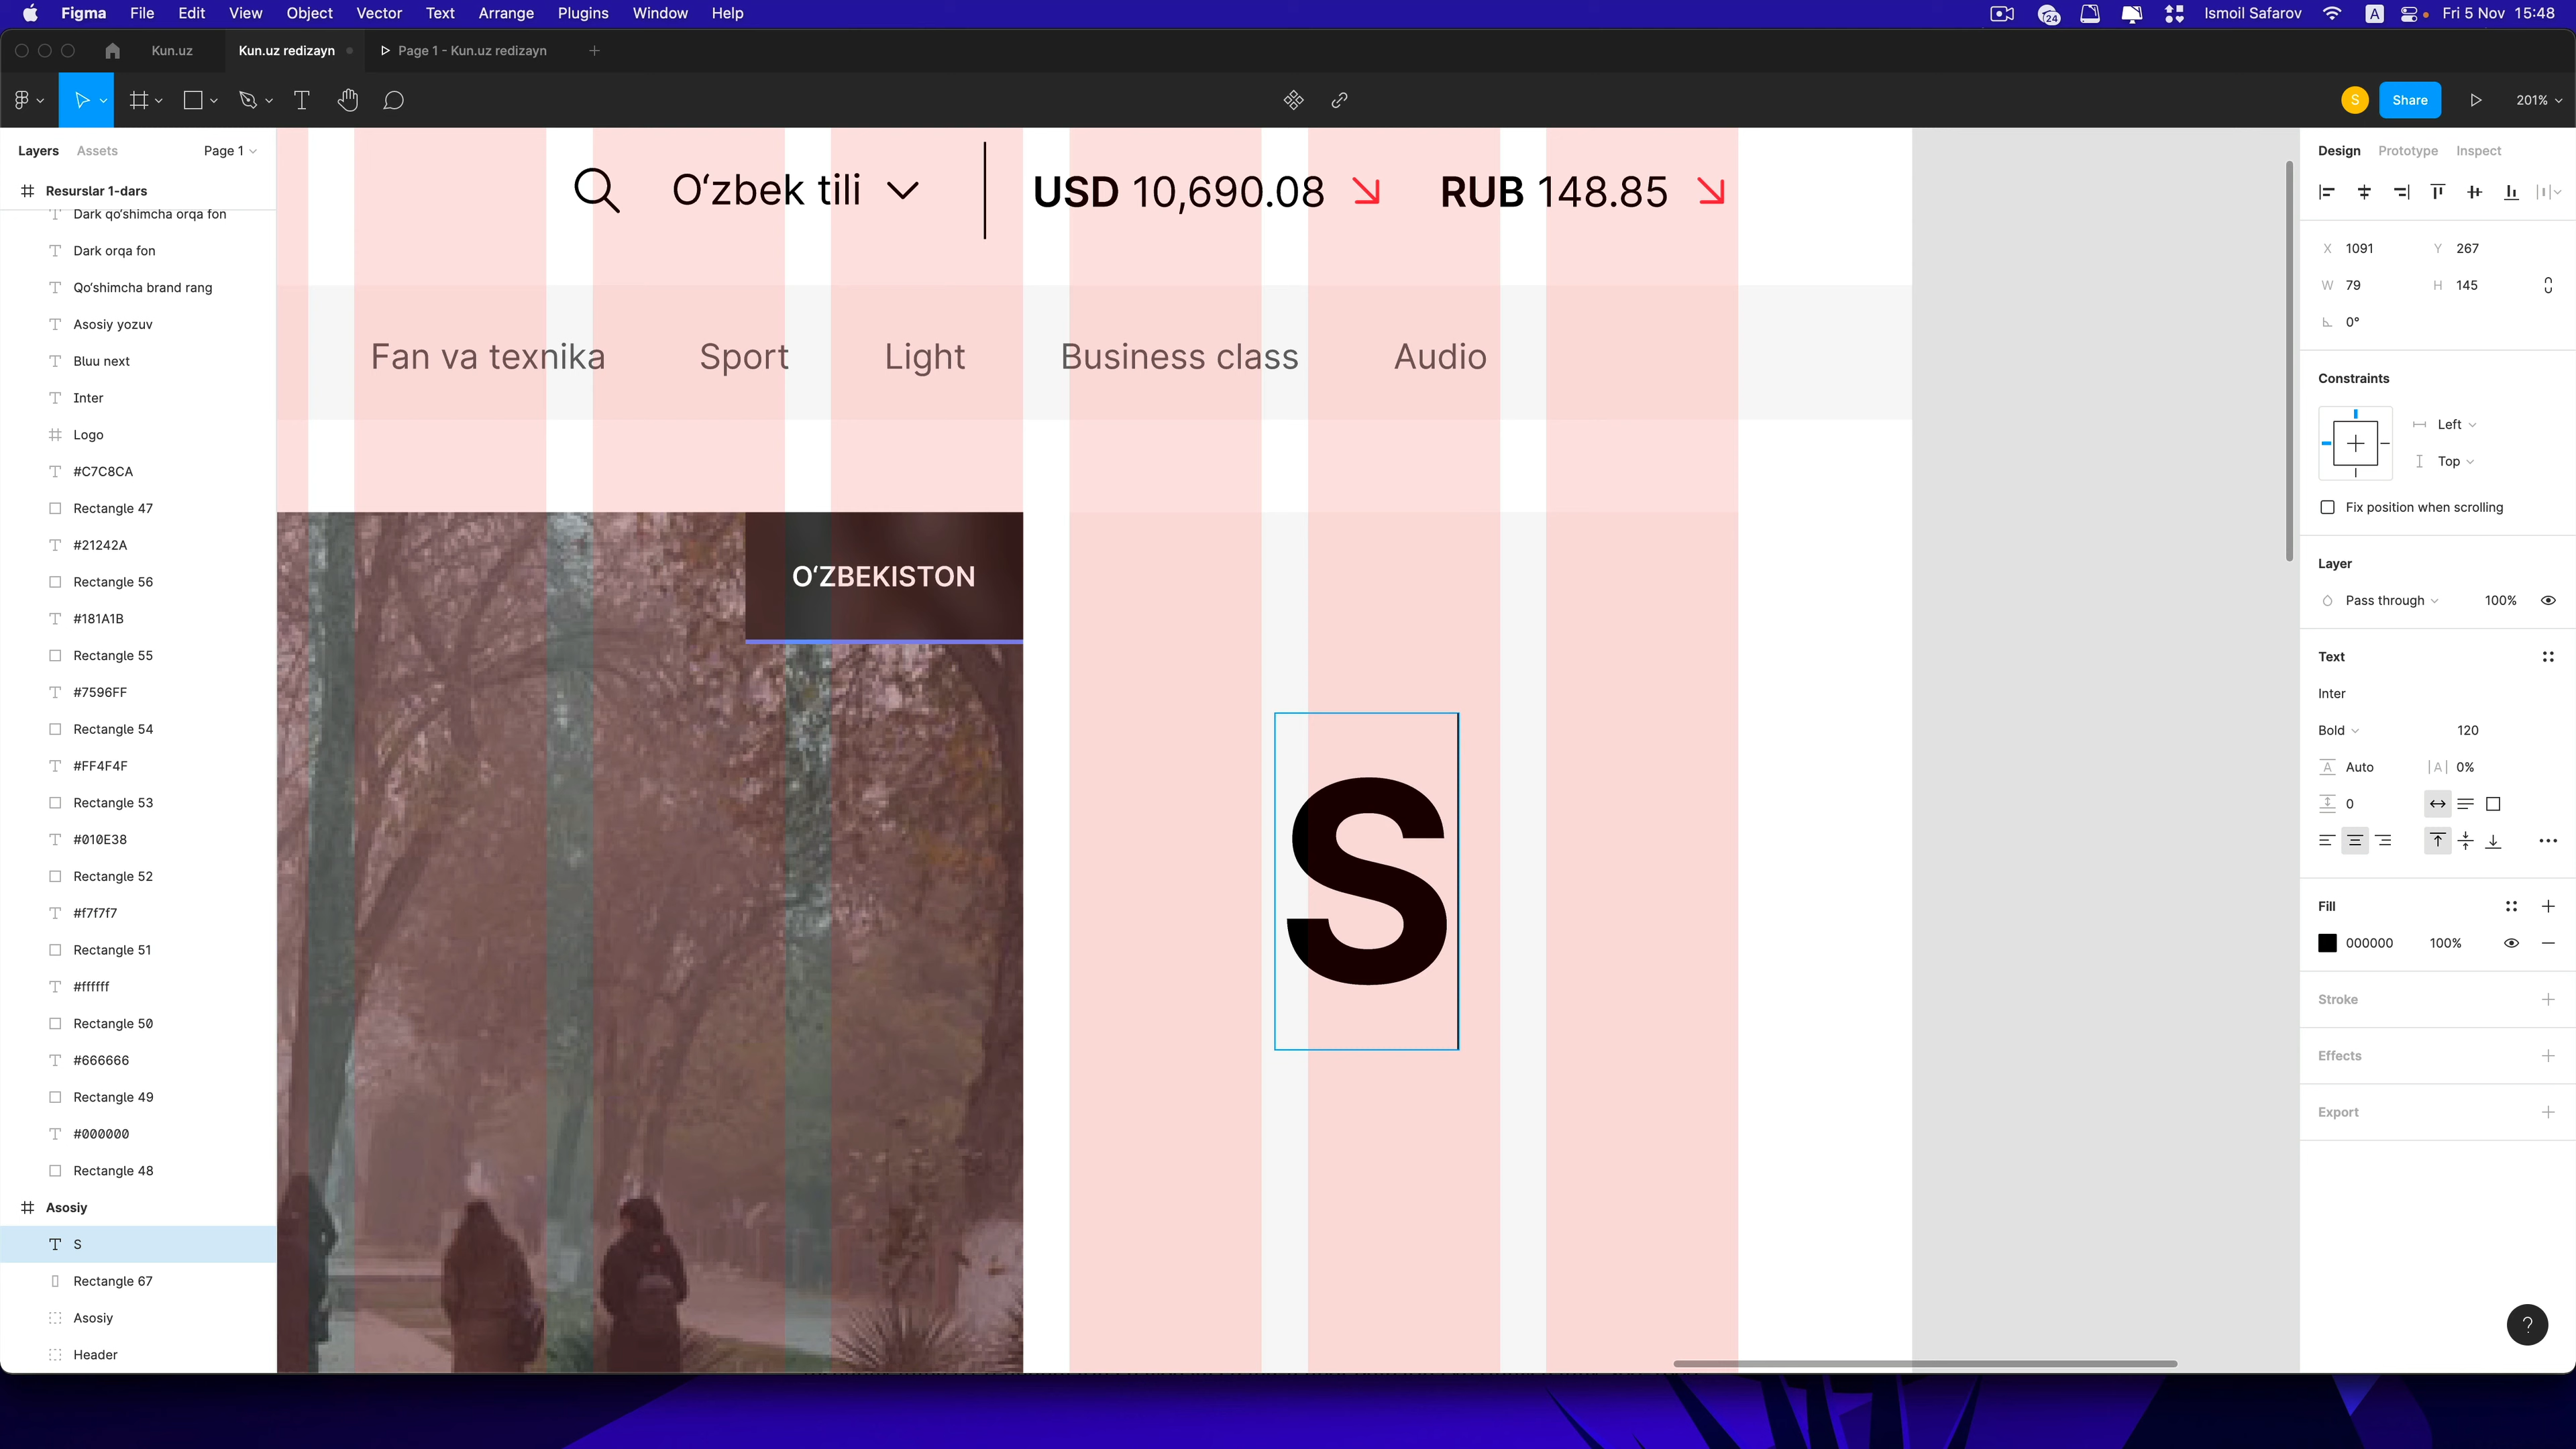 Figma File Edit View Object Vector Text Arrange Plugins Window Help 24 Ismoil Safarov A Fri 5 Nov 15:48
Kun.uz Kun.uz redizayn Page 1 - Kun.uz redizayn
S Share 201%
Layers Assets Page 1
Resurslar 1-dars
Dark qo‘shimcha orqa fon
Dark orqa fon
Qo‘shimcha brand rang
Asosiy yozuv
Bluu next
Inter
Logo
#C7C8CA
Rectangle 47
#21242A
Rectangle 56
#181A1B
Rectangle 55
#7596FF
Rectangle 54
#FF4F4F
Rectangle 53
#010E38
Rectangle 52
#f7f7f7
Rectangle 51
#ffffff
Rectangle 50
#666666
Rectangle 49
#000000
Rectangle 48
Asosiy
S
Rectangle 67
Asosiy
Header
O‘zbek tili USD 10,690.08 RUB 148.85
Fan va texnika Sport Light Business class Audio
O‘ZBEKISTON
S
Design Prototype Inspect
X 1091 Y 267
W 79 H 145
0°
Constraints
Left
Top
Fix position when scrolling
Layer
Pass through 100%
Text
Inter
Bold 120
A Auto |A| 0%
0
Fill
000000 100%
Stroke
Effects
Export
?